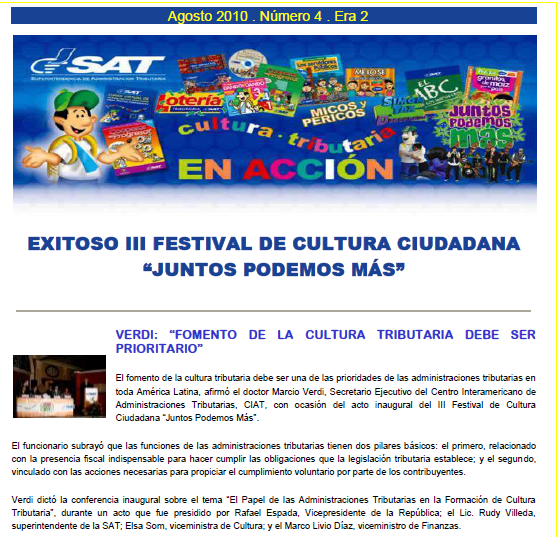 Agosto 2010 . Número 4 . Era 2
SAT
SUPERINTENDENCIA DE ADMINISTRACION TRIBUTARIA
Lotería
MICOS y
PERICOS
ABC
JUNTOS
PODEMOS
MÁS
cultura · tributaria
EN ACCIÓN
EXITOSO III FESTIVAL DE CULTURA CIUDADANA
“JUNTOS PODEMOS MÁS”
VERDI: “FOMENTO DE LA CULTURA TRIBUTARIA DEBE SER
PRIORITARIO”
El fomento de la cultura tributaria debe ser una de las prioridades de las administraciones tributarias en
toda América Latina, afirmó el doctor Marcio Verdi, Secretario Ejecutivo del Centro Interamericano de
Administraciones Tributarias, CIAT, con ocasión del acto inaugural del III Festival de Cultura
Ciudadana “Juntos Podemos Más”.
El funcionario subrayó que las funciones de las administraciones tributarias tienen dos pilares básicos: el primero, relacionado
con la presencia fiscal indispensable para hacer cumplir las obligaciones que la legislación tributaria establece; y el segundo,
vinculado con las acciones necesarias para propiciar el cumplimiento voluntario por parte de los contribuyentes.
Verdi dictó la conferencia inaugural sobre el tema “El Papel de las Administraciones Tributarias en la Formación de Cultura
Tributaria”, durante un acto que fue presidido por Rafael Espada, Vicepresidente de la República; el Lic. Rudy Villeda,
superintendente de la SAT; Elsa Som, viceministra de Cultura; y el Marco Livio Díaz, viceministro de Finanzas.